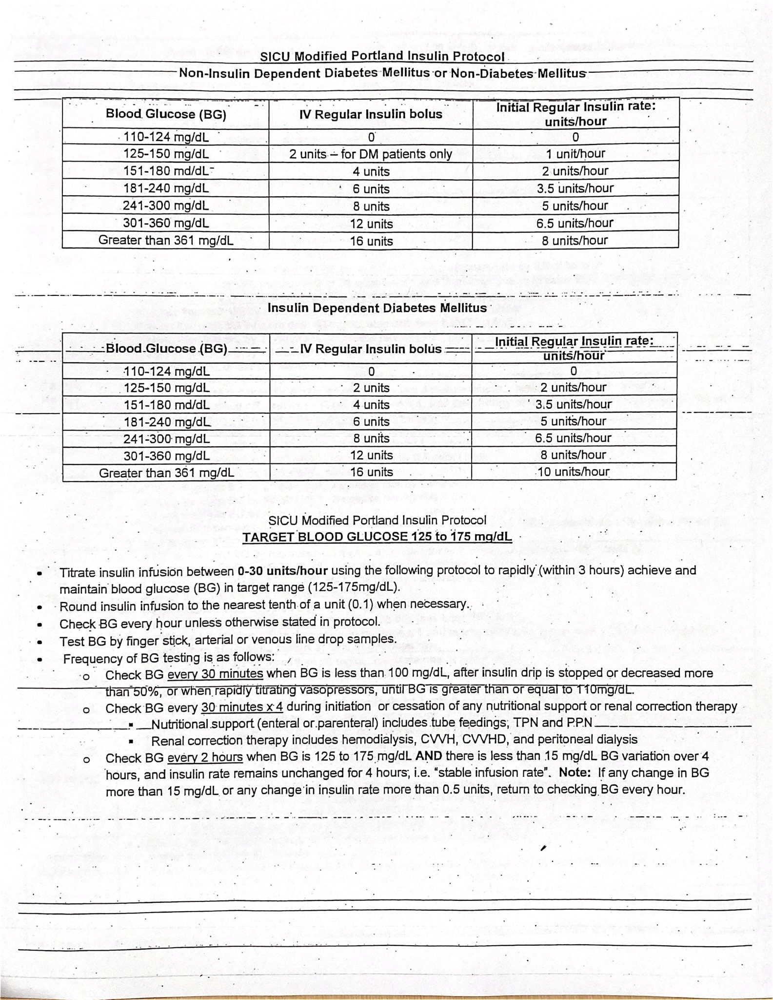 SICU Modified Portland Insulin Protocol
Non-Insulin Dependent Diabetes Mellitus or Non-Diabetes Mellitus
Blood Glucose (BG) IV Regular Insulin bolus Initial Regular Insulin rate: units/hour
110-124 mg/dL 0 0
125-150 mg/dL 2 units – for DM patients only 1 unit/hour
151-180 md/dL 4 units 2 units/hour
181-240 mg/dL 6 units 3.5 units/hour
241-300 mg/dL 8 units 5 units/hour
301-360 mg/dL 12 units 6.5 units/hour
Greater than 361 mg/dL 16 units 8 units/hour
Insulin Dependent Diabetes Mellitus
Blood Glucose (BG) IV Regular Insulin bolus Initial Regular Insulin rate: units/hour
110-124 mg/dL 0 0
125-150 mg/dL 2 units 2 units/hour
151-180 md/dL 4 units 3.5 units/hour
181-240 mg/dL 6 units 5 units/hour
241-300 mg/dL 8 units 6.5 units/hour
301-360 mg/dL 12 units 8 units/hour
Greater than 361 mg/dL 16 units 10 units/hour
SICU Modified Portland Insulin Protocol
TARGET BLOOD GLUCOSE 125 to 175 mg/dL
• Titrate insulin infusion between 0-30 units/hour using the following protocol to rapidly (within 3 hours) achieve and
maintain blood glucose (BG) in target range (125-175mg/dL).
• Round insulin infusion to the nearest tenth of a unit (0.1) when necessary.
• Check BG every hour unless otherwise stated in protocol.
• Test BG by finger stick, arterial or venous line drop samples.
• Frequency of BG testing is as follows:
o Check BG every 30 minutes when BG is less than 100 mg/dL, after insulin drip is stopped or decreased more
than 50%, or when rapidly titrating vasopressors, until BG is greater than or equal to 110mg/dL.
o Check BG every 30 minutes x 4 during initiation or cessation of any nutritional support or renal correction therapy
▪ Nutritional support (enteral or parenteral) includes tube feedings, TPN and PPN
▪ Renal correction therapy includes hemodialysis, CVVH, CVVHD, and peritoneal dialysis
o Check BG every 2 hours when BG is 125 to 175 mg/dL AND there is less than 15 mg/dL BG variation over 4
hours, and insulin rate remains unchanged for 4 hours, i.e. “stable infusion rate”. Note: If any change in BG
more than 15 mg/dL or any change in insulin rate more than 0.5 units, return to checking BG every hour.